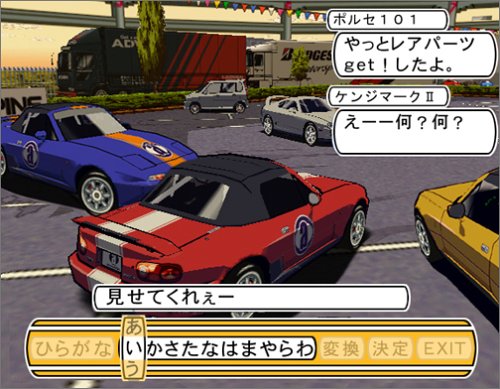 ポルセ101
やっとレアパーツ
get！したよ。
ケンジマークⅡ
えーー何？何？
ADV
BRIDGES
PINS
見せてくれぇー
あ
ひらがな いかさたなはまやらわ 変換 決定 EXIT
う